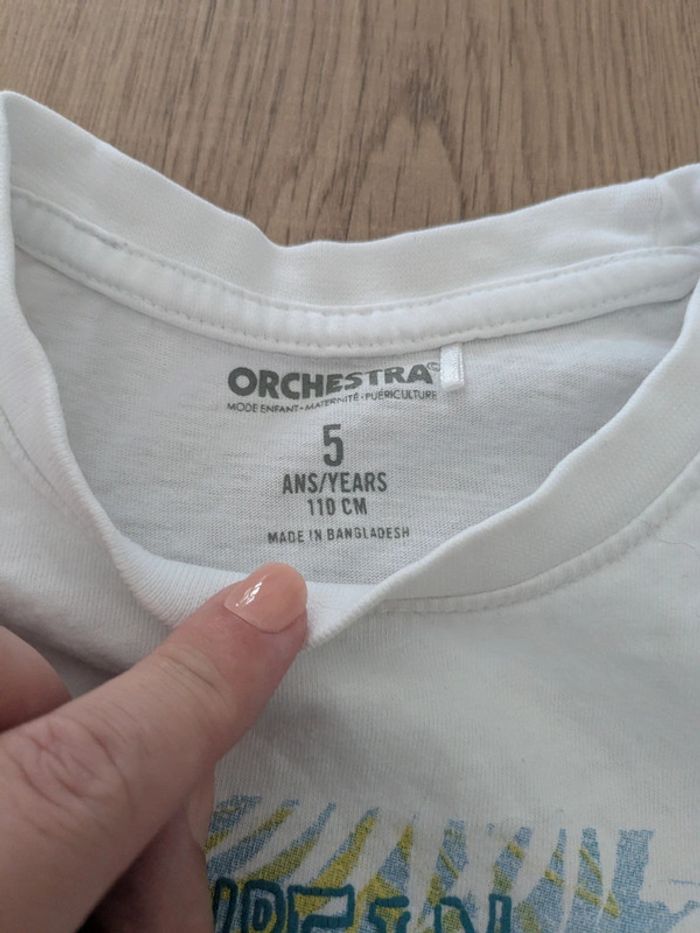 ORCHESTRA
MODE ENFANT • MATERNITÉ • PUÉRICULTURE
5
ANS/YEARS
110 CM
MADE IN BANGLADESH